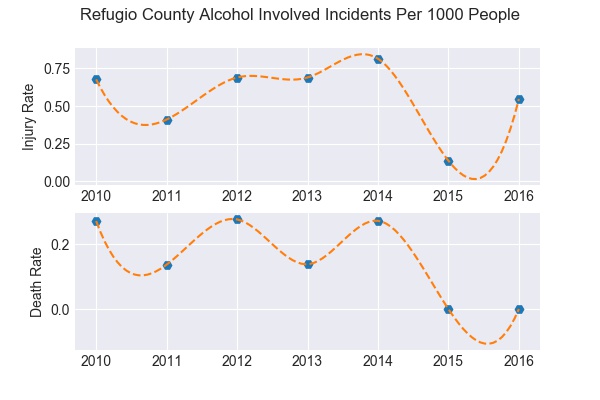 Refugio County Alcohol Involved Incidents Per 1000 People
Injury Rate
0.75
0.50
0.25
0.00
2010 2011 2012 2013 2014 2015 2016
Death Rate
0.2
0.0
2010 2011 2012 2013 2014 2015 2016